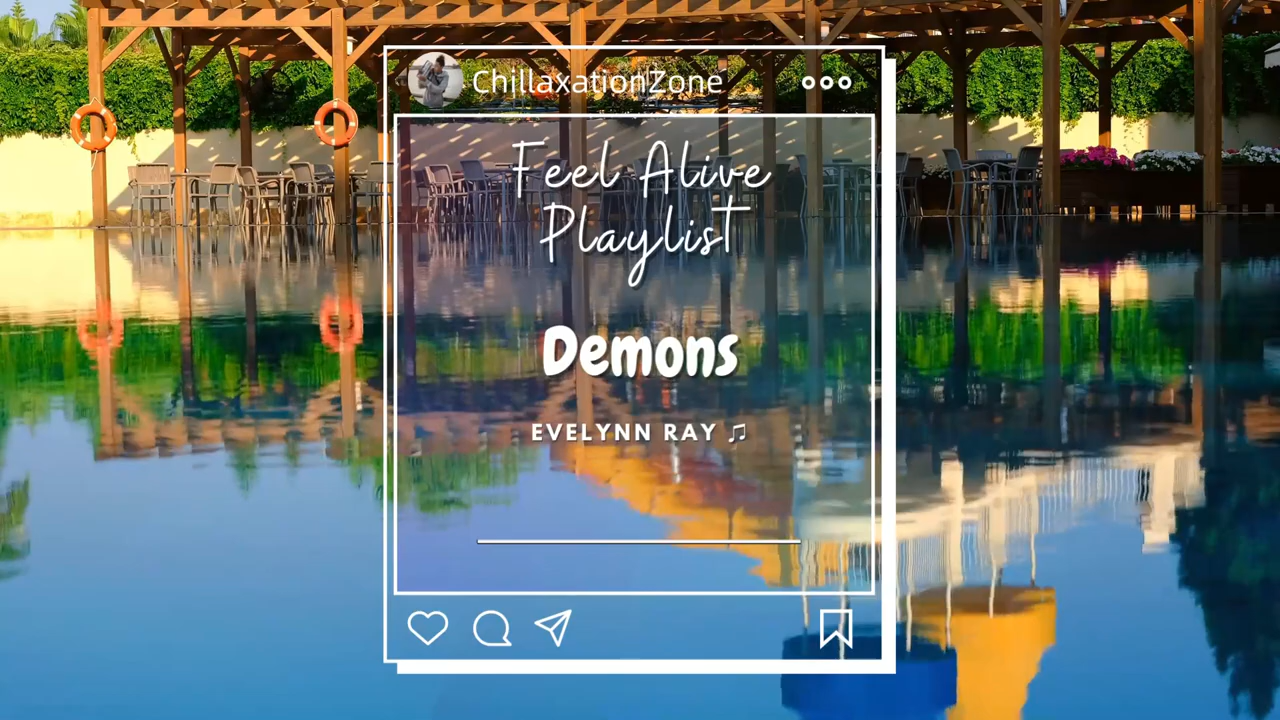 ChillaxationZone
Feel Alive
Playlist
Demons
EVELYNN RAY ♫